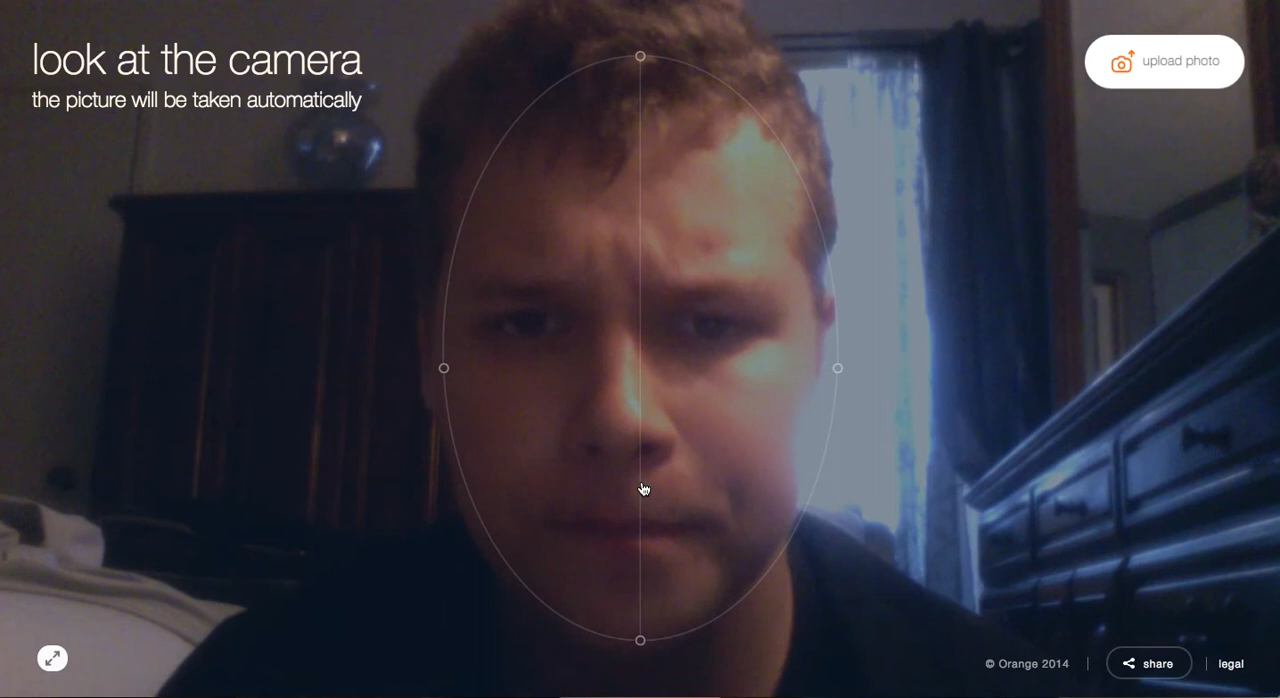 look at the camera
the picture will be taken automatically
upload photo
© Orange 2014
share
legal